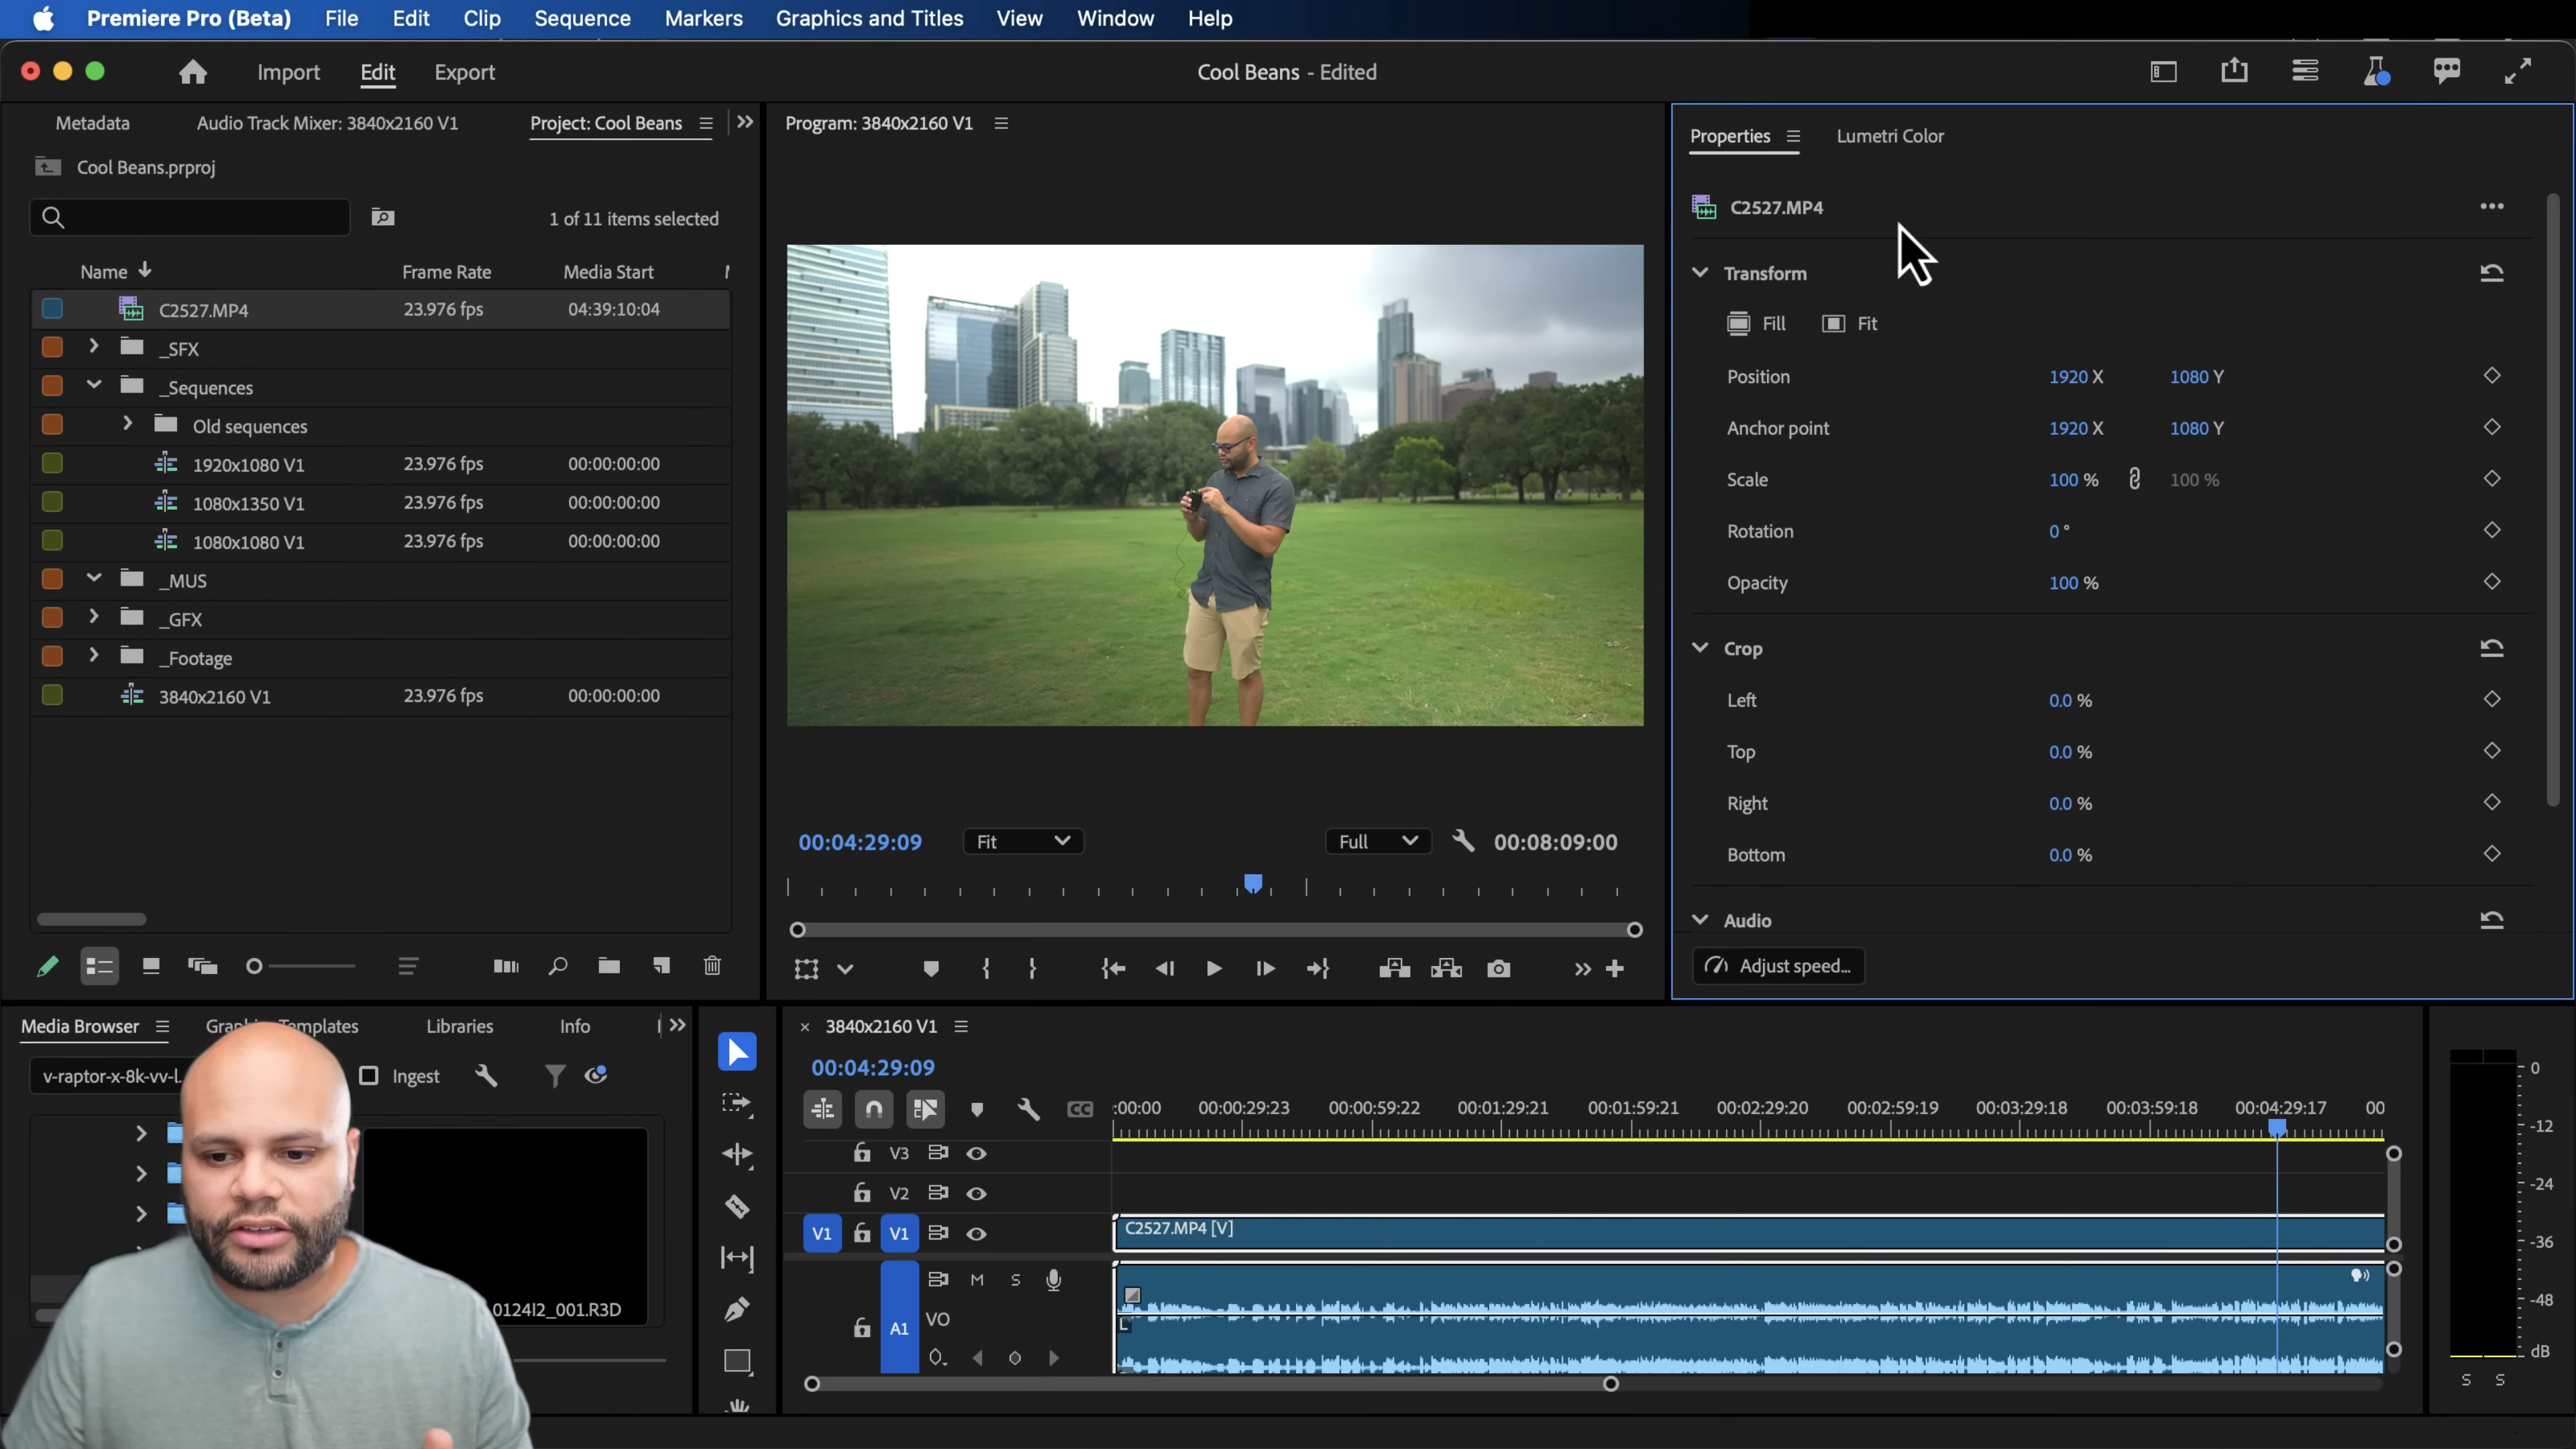 Premiere Pro (Beta) File Edit Clip Sequence Markers Graphics and Titles View Window Help
Import Edit Export
Cool Beans - Edited
Metadata Audio Track Mixer: 3840x2160 V1 Project: Cool Beans
Cool Beans.prproj
1 of 11 items selected
Name Frame Rate Media Start
C2527.MP4 23.976 fps 04:39:10:04
_SFX
_Sequences
Old sequences
1920x1080 V1 23.976 fps 00:00:00:00
1080x1350 V1 23.976 fps 00:00:00:00
1080x1080 V1 23.976 fps 00:00:00:00
_MUS
_GFX
_Footage
3840x2160 V1 23.976 fps 00:00:00:00
Program: 3840x2160 V1
00:04:29:09 Fit Full 00:08:09:00
Properties Lumetri Color
C2527.MP4
Transform
Fill Fit
Position 1920 X 1080 Y
Anchor point 1920 X 1080 Y
Scale 100 % 100 %
Rotation 0 °
Opacity 100 %
Crop
Left 0.0 %
Top 0.0 %
Right 0.0 %
Bottom 0.0 %
Audio
Adjust speed...
Media Browser Templates Libraries Info
v-raptor-x-8k-vv-l... Ingest
0124I2_001.R3D
3840x2160 V1
00:04:29:09
CC :00:00 00:00:29:23 00:00:59:22 00:01:29:21 00:01:59:21 00:02:29:20 00:02:59:19 00:03:29:18 00:03:59:18 00:04:29:17 00
V3
V2
V1 V1 C2527.MP4 [V]
M S
A1 VO
L
0
-12
-24
-36
-48
dB
S S